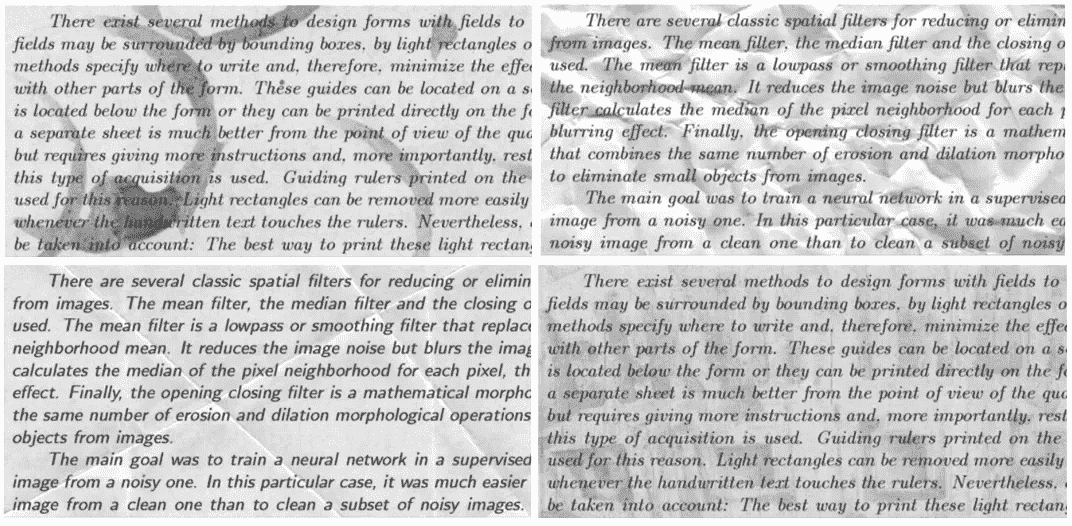 There exist several methods to design forms with fields to
fields may be surrounded by bounding boxes, by light rectangles o
methods specify where to write and, therefore, minimize the effe
with other parts of the form. These guides can be located on a s
is located below the form or they can be printed directly on the f
a separate sheet is much better from the point of view of the qua
but requires giving more instructions and, more importantly, rest
this type of acquisition is used. Guiding rulers printed on the
used for this reason. Light rectangles can be removed more easily
whenever the handwritten text touches the rulers. Nevertheless,
be taken into account: The best way to print these light rectan
There are several classic spatial filters for reducing or elimin
from images. The mean filter, the median filter and the closing o
used. The mean filter is a lowpass or smoothing filter that repl
the neighborhood mean. It reduces the image noise but blurs the
filter calculates the median of the pixel neighborhood for each p
blurring effect. Finally, the opening closing filter is a mathem
that combines the same number of erosion and dilation morpho
to eliminate small objects from images.
The main goal was to train a neural network in a supervised
image from a noisy one. In this particular case, it was much ea
noisy image from a clean one than to clean a subset of noisy
There are several classic spatial filters for reducing or elimin
from images. The mean filter, the median filter and the closing o
used. The mean filter is a lowpass or smoothing filter that replace
neighborhood mean. It reduces the image noise but blurs the imag
calculates the median of the pixel neighborhood for each pixel, th
effect. Finally, the opening closing filter is a mathematical morpho
the same number of erosion and dilation morphological operations
objects from images.
The main goal was to train a neural network in a supervised
image from a noisy one. In this particular case, it was much easier
image from a clean one than to clean a subset of noisy images.
There exist several methods to design forms with fields to
fields may be surrounded by bounding boxes, by light rectangles o
methods specify where to write and, therefore, minimize the effe
with other parts of the form. These guides can be located on a s
is located below the form or they can be printed directly on the f
a separate sheet is much better from the point of view of the qua
but requires giving more instructions and, more importantly, rest
this type of acquisition is used. Guiding rulers printed on the
used for this reason. Light rectangles can be removed more easily
whenever the handwritten text touches the rulers. Nevertheless,
be taken into account: The best way to print these light rectan